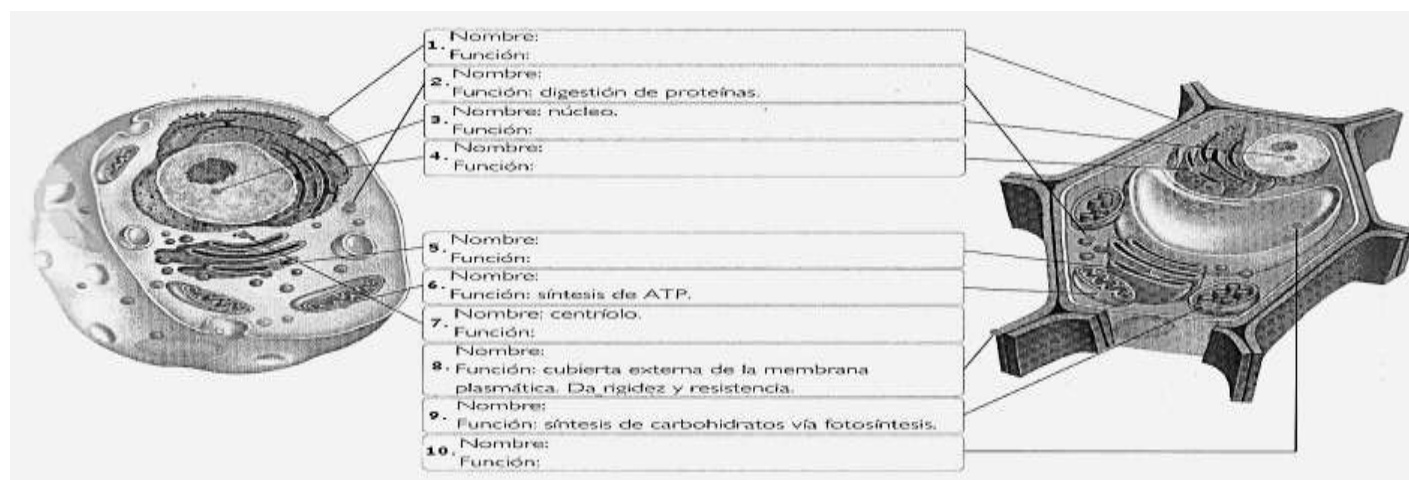 1. Nombre:
Función:
2. Nombre:
Función: digestión de proteínas.
3. Nombre: núcleo.
Función:
4. Nombre:
Función:
5. Nombre:
Función:
6. Nombre:
Función: síntesis de ATP.
7. Nombre: centríolo.
Función:
8. Nombre:
Función: cubierta externa de la membrana
plasmática. Da rigidez y resistencia.
9. Nombre:
Función: síntesis de carbohidratos vía fotosíntesis.
10. Nombre:
Función: